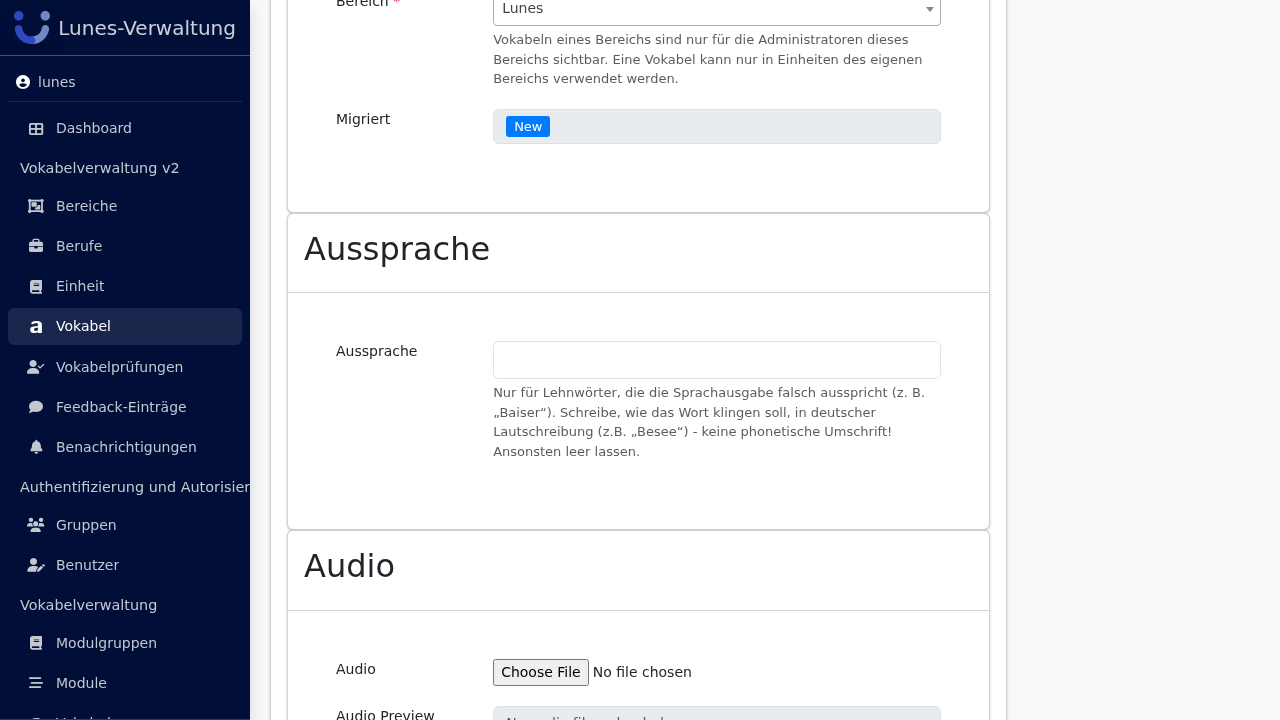 Lunes-Verwaltung
lunes
Dashboard
Vokabelverwaltung v2
Bereiche
Berufe
Einheit
Vokabel
Vokabelprüfungen
Feedback-Einträge
Benachrichtigungen
Authentifizierung und Autorisier
Gruppen
Benutzer
Vokabelverwaltung
Modulgruppen
Module
Bereich *
Lunes
Vokabeln eines Bereichs sind nur für die Administratoren dieses
Bereichs sichtbar. Eine Vokabel kann nur in Einheiten des eigenen
Bereichs verwendet werden.
Migriert
New
Aussprache
Aussprache
Nur für Lehnwörter, die die Sprachausgabe falsch ausspricht (z. B.
„Baiser“). Schreibe, wie das Wort klingen soll, in deutscher
Lautschreibung (z.B. „Besee“) - keine phonetische Umschrift!
Ansonsten leer lassen.
Audio
Audio
Choose File No file chosen
Audio Preview